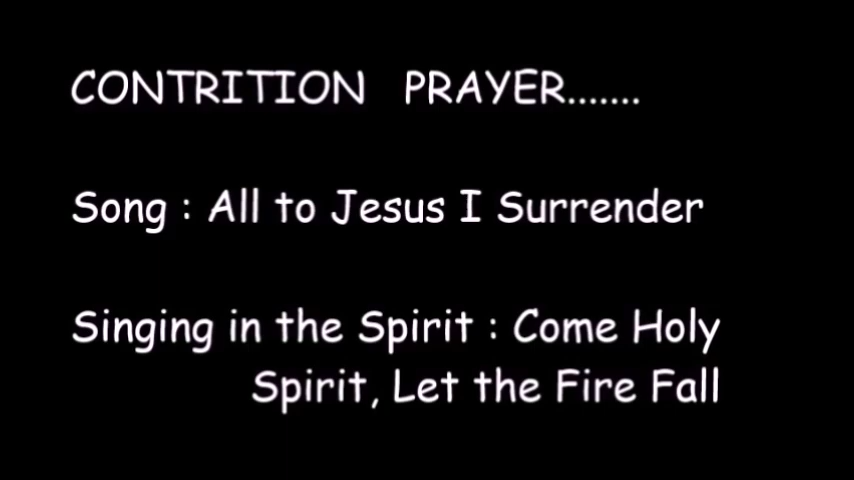 CONTRITION PRAYER.......
Song : All to Jesus I Surrender
Singing in the Spirit : Come Holy
Spirit, Let the Fire Fall